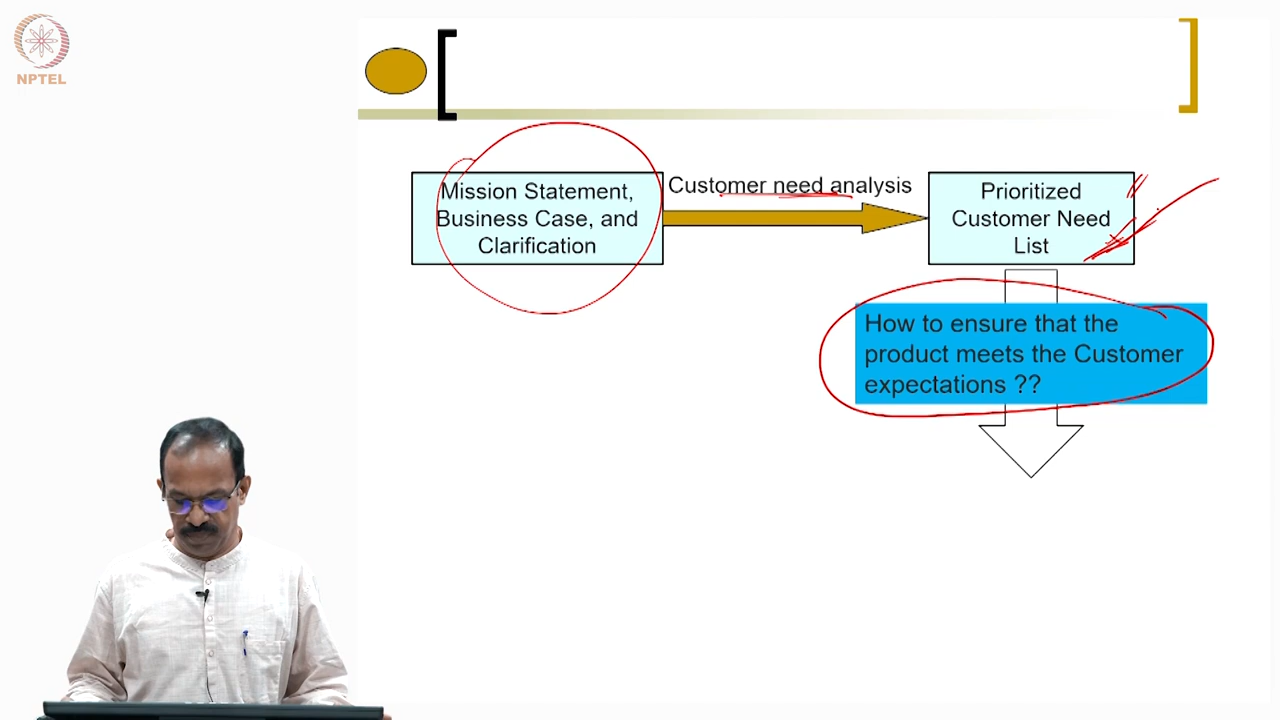 NPTEL
Mission Statement,
Business Case, and
Clarification
Customer need analysis
Prioritized
Customer Need
List
How to ensure that the
product meets the Customer
expectations ??